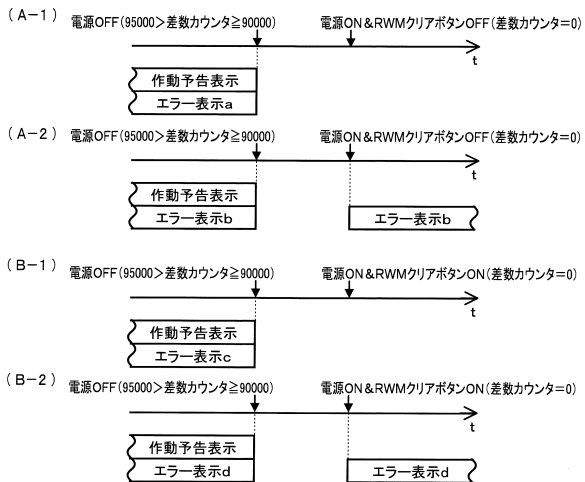 (A-1) 電源OFF(95000>差数カウンタ≧90000) 電源ON&RWMクリアボタンOFF(差数カウンタ=0)
t
作動予告表示
エラー表示a
(A-2) 電源OFF(95000>差数カウンタ≧90000) 電源ON&RWMクリアボタンOFF(差数カウンタ=0)
t
作動予告表示
エラー表示b エラー表示b
(B-1) 電源OFF(95000>差数カウンタ≧90000) 電源ON&RWMクリアボタンON(差数カウンタ=0)
t
作動予告表示
エラー表示c
(B-2) 電源OFF(95000>差数カウンタ≧90000) 電源ON&RWMクリアボタンON(差数カウンタ=0)
t
作動予告表示
エラー表示d エラー表示d